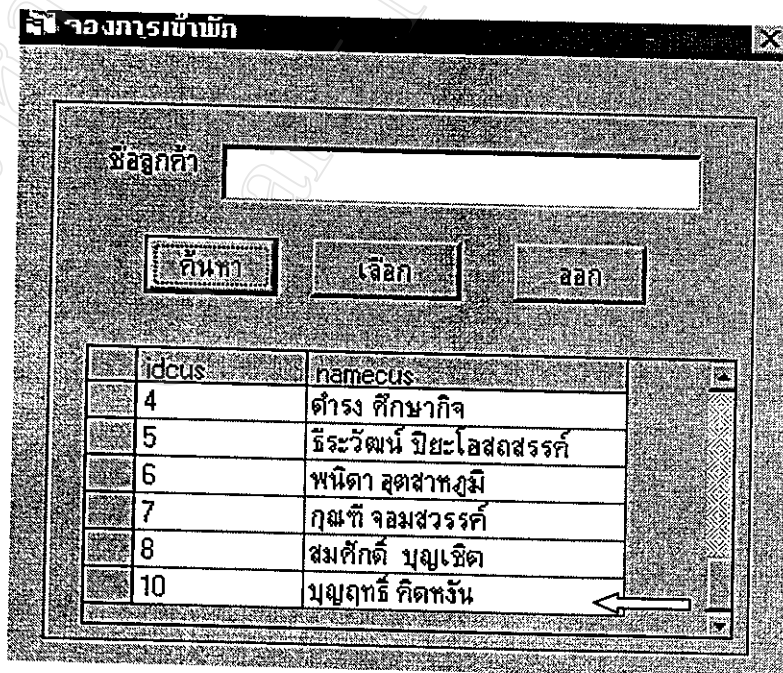 จองการเข้าพัก
ชื่อลูกค้า
ค้นหา เลือก ออก
idcus namecus
4 ดำรง ศึกษากิจ
5 ธีระวัฒน์ ปิยะโอสถสรรค์
6 พนิดา อุตสาหภูมิ
7 กุณฑี จอมสวรรค์
8 สมศักดิ์ บุญเชิด
10 บุญฤทธิ์ คิดหงัน